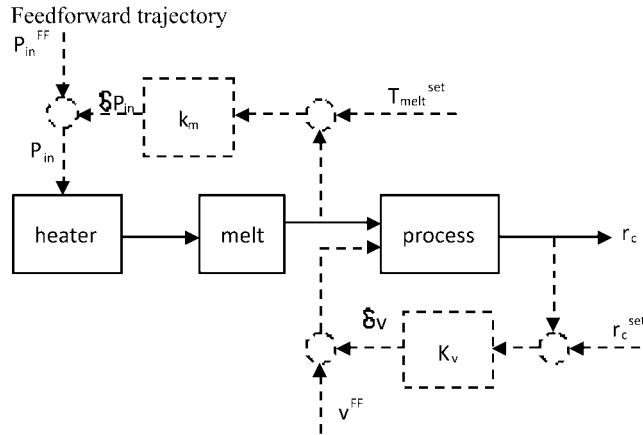 Feedforward trajectory
P_in^FF
δP_in
k_m
T_melt^set
P_in
heater
melt
process
r_c
δv
K_v
r_c^set
v^FF